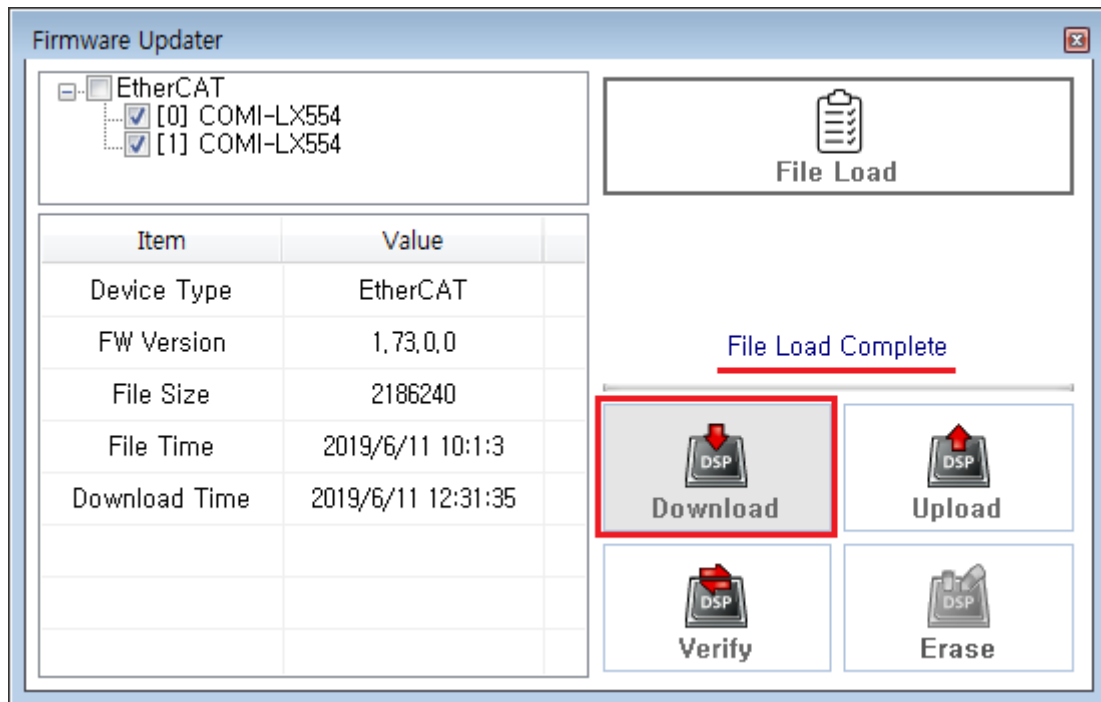 Firmware Updater
EtherCAT
[0] COMI-LX554
[1] COMI-LX554
File Load
Item Value
Device Type EtherCAT
FW Version 1,73,0,0
File Size 2186240
File Time 2019/6/11 10:1:3
Download Time 2019/6/11 12:31:35
File Load Complete
DSP
Download
DSP
Upload
DSP
Verify
DSP
Erase